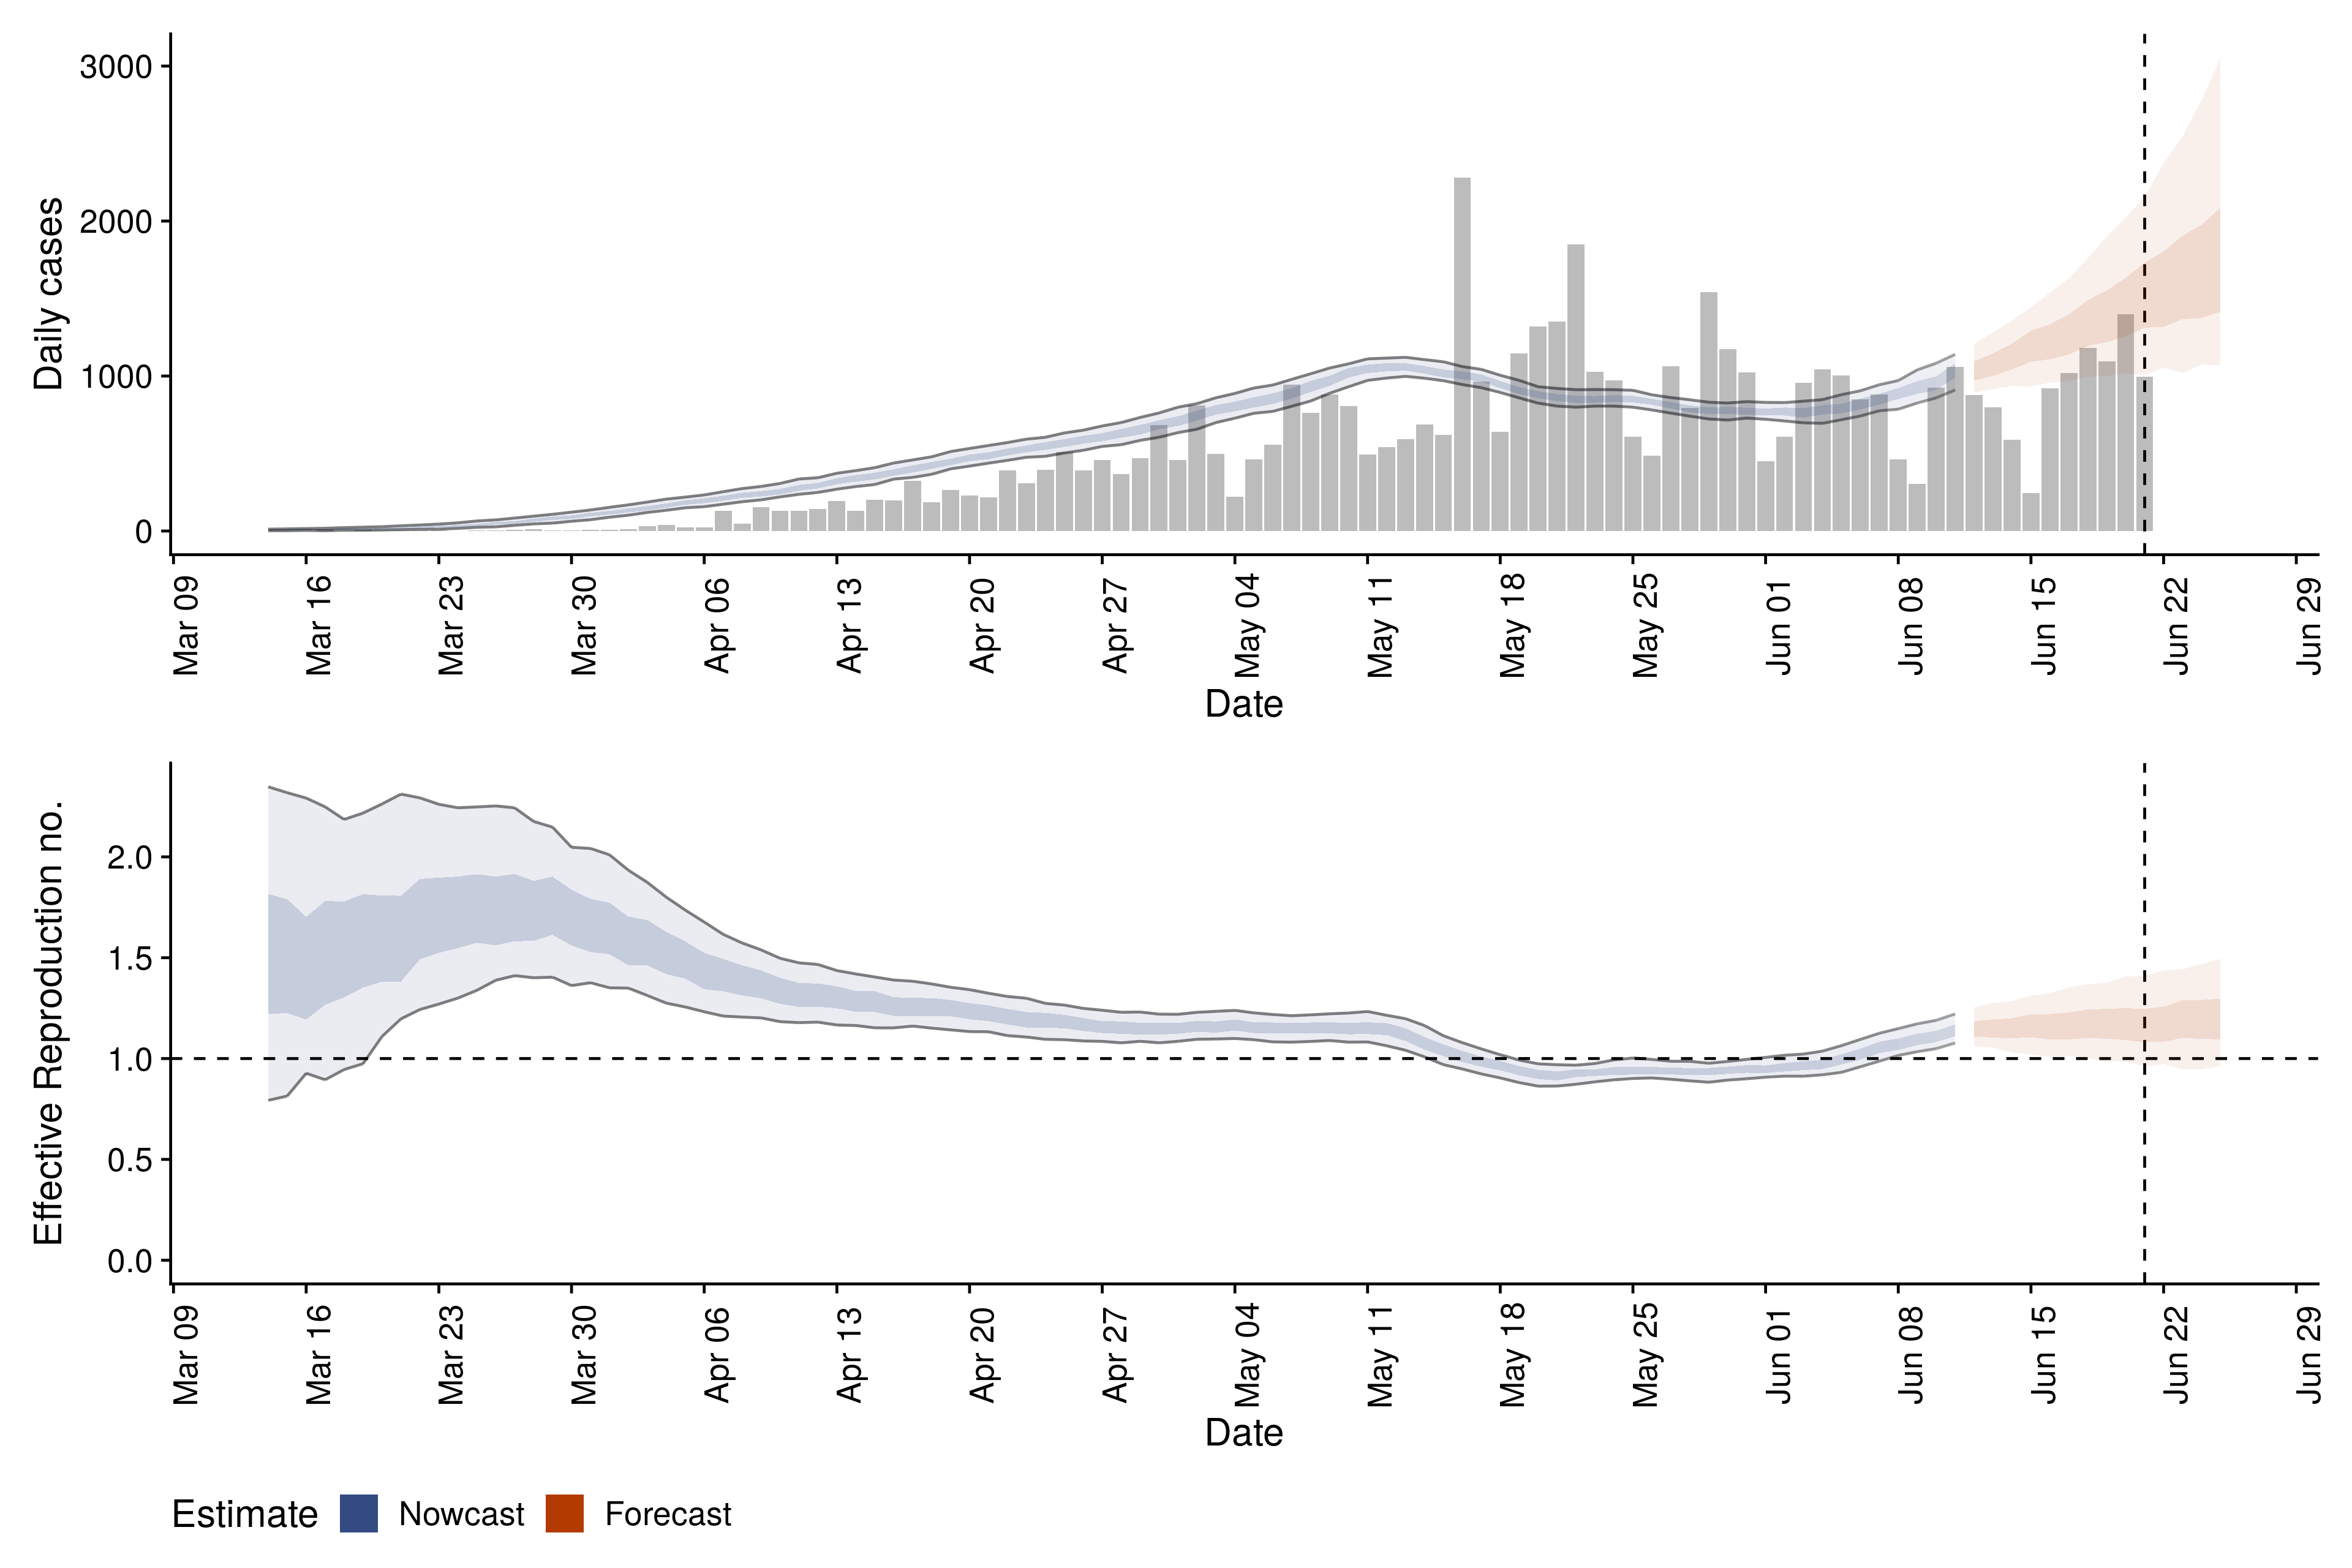 Daily cases
3000
2000
1000
0
Mar 09
Mar 16
Mar 23
Mar 30
Apr 06
Apr 13
Apr 20
Apr 27
May 04
May 11
May 18
May 25
Jun 01
Jun 08
Jun 15
Jun 22
Jun 29
Date
Effective Reproduction no.
2.0
1.5
1.0
0.5
0.0
Mar 09
Mar 16
Mar 23
Mar 30
Apr 06
Apr 13
Apr 20
Apr 27
May 04
May 11
May 18
May 25
Jun 01
Jun 08
Jun 15
Jun 22
Jun 29
Date
Estimate Nowcast Forecast